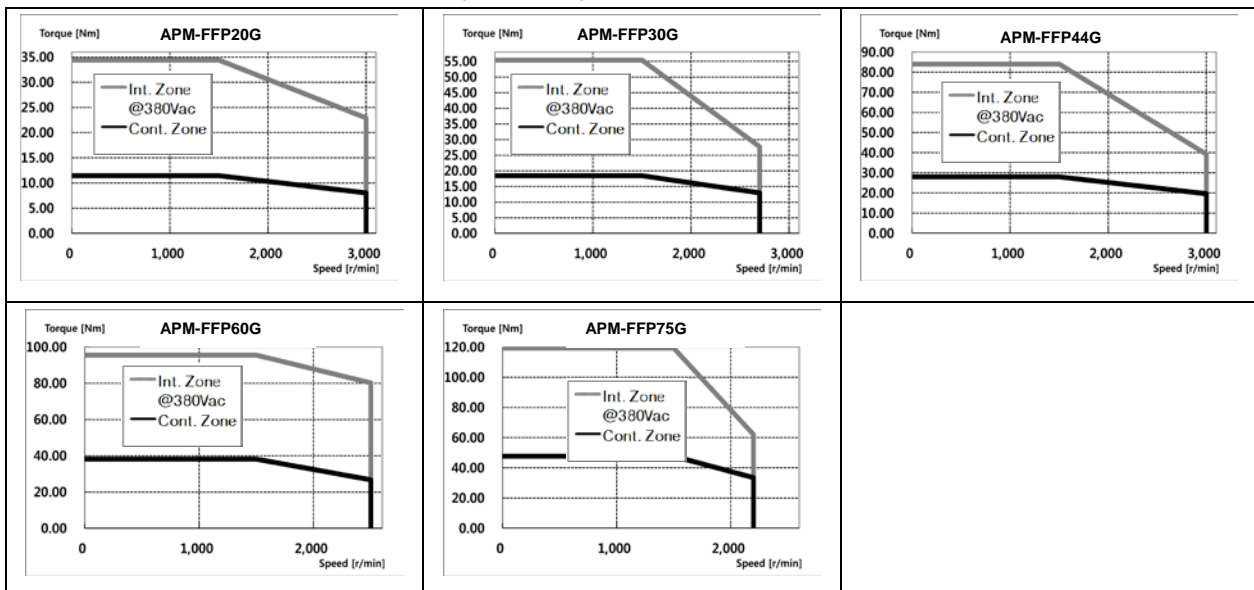 Torque [Nm] APM-FFP20G
35.00
30.00
25.00
20.00
15.00
10.00
5.00
0.00
Int. Zone
@380Vac
Cont. Zone
0 1,000 2,000 3,000
Speed [r/min]
Torque [Nm] APM-FFP30G
55.00
50.00
45.00
40.00
35.00
30.00
25.00
20.00
15.00
10.00
5.00
0.00
Int. Zone
@380Vac
Cont. Zone
0 1,000 2,000 3,000
Speed [r/min]
Torque [Nm] APM-FFP44G
90.00
80.00
70.00
60.00
50.00
40.00
30.00
20.00
10.00
0.00
Int. Zone
@380Vac
Cont. Zone
0 1,000 2,000 3,000
Speed [r/min]
Torque [Nm] APM-FFP60G
100.00
80.00
60.00
40.00
20.00
0.00
Int. Zone
@380Vac
Cont. Zone
0 1,000 2,000
Speed [r/min]
Torque [Nm] APM-FFP75G
120.00
100.00
80.00
60.00
40.00
20.00
0.00
Int. Zone
@380Vac
Cont. Zone
0 1,000 2,000
Speed [r/min]